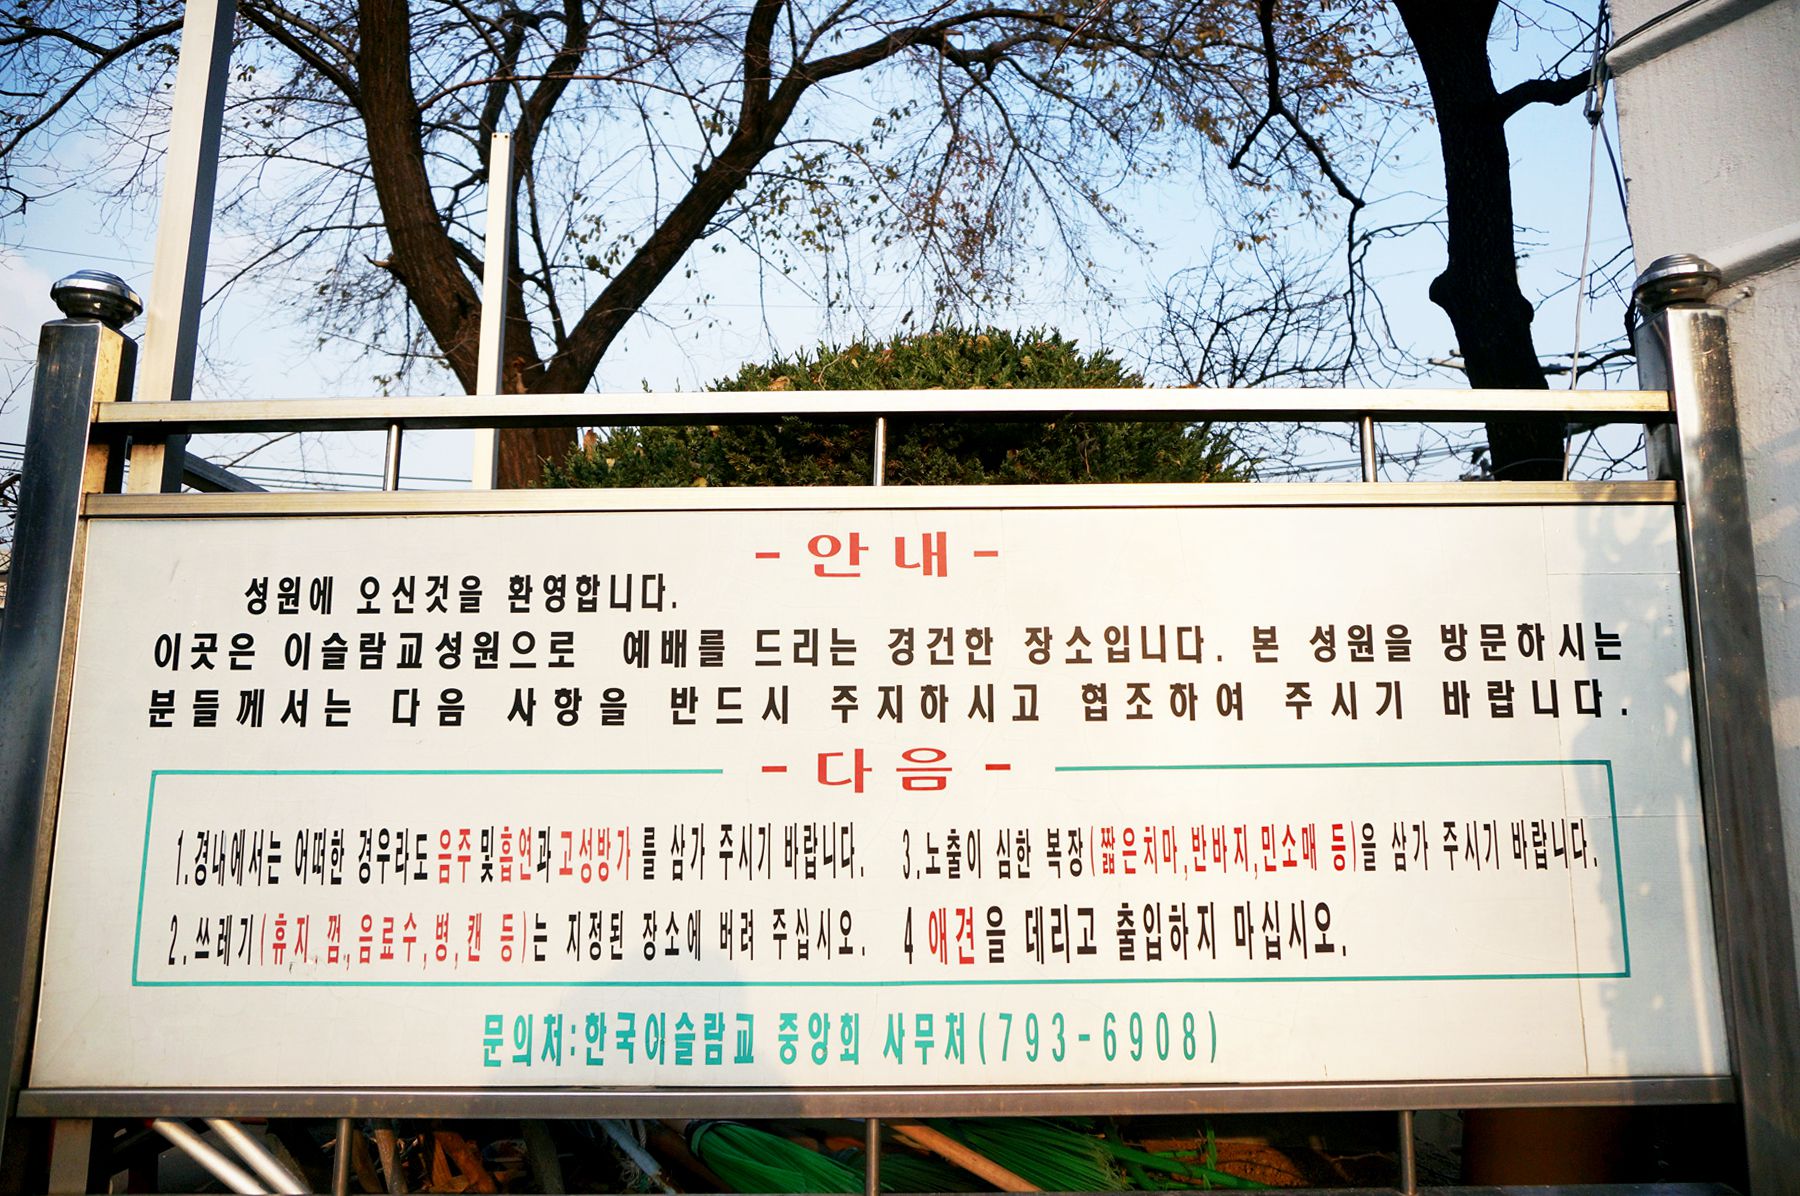 - 안내 -
성원에 오신것을 환영합니다.
이곳은 이슬람교성원으로 예배를 드리는 경건한 장소입니다. 본 성원을 방문하시는
분들께서는 다음 사항을 반드시 주지하시고 협조하여 주시기 바랍니다.
- 다음 -
1.경내에서는 어떠한 경우라도 음주및흡연과 고성방가를 삼가 주시기 바랍니다.
2.쓰레기(휴지,껌,음료수,병,캔 등)는 지정된 장소에 버려 주십시오.
3.노출이 심한 복장(짧은치마,반바지,민소매 등)을 삼가 주시기 바랍니다.
4 애견을 데리고 출입하지 마십시오.
문의처:한국이슬람교 중앙회 사무처(793-6908)